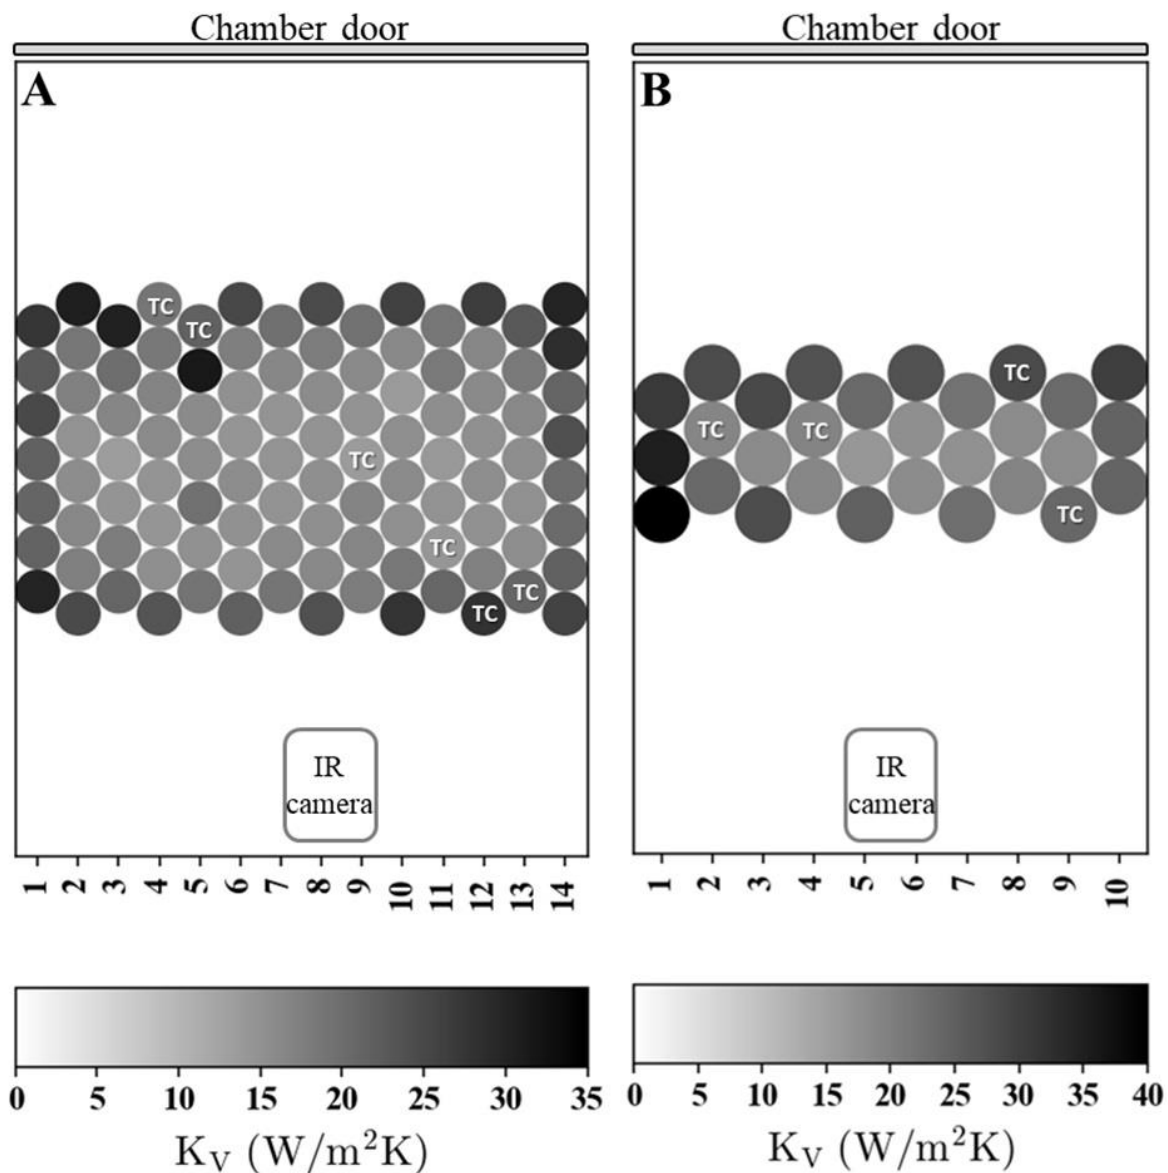 Chamber door
A
TC
TC
TC
TC
TC
TC
IR
camera
1 2 3 4 5 6 7 8 9 10 11 12 13 14
0 5 10 15 20 25 30 35
K_V (W/m²K)
Chamber door
B
TC
TC TC
TC
IR
camera
1 2 3 4 5 6 7 8 9 10
0 5 10 15 20 25 30 35 40
K_V (W/m²K)